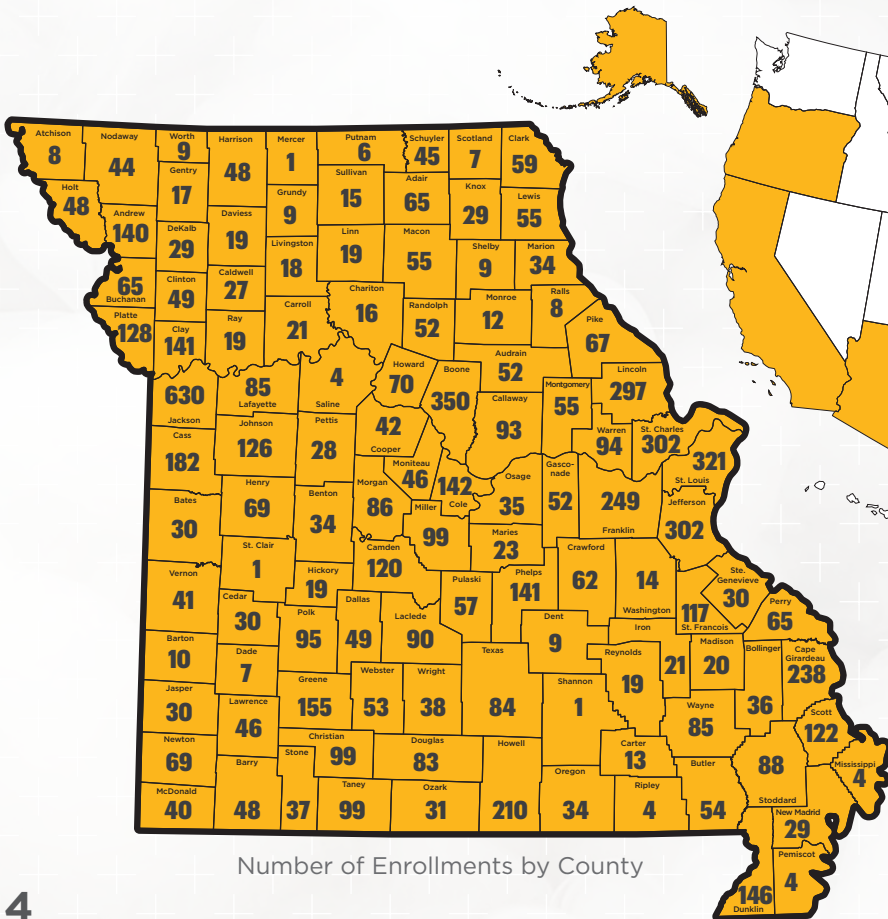 Atchison
8
Nodaway
44
Worth
9
Harrison
48
Mercer
1
Putnam
6
Schuyler
45
Scotland
7
Clark
59
Holt
48
Gentry
17
Sullivan
15
Adair
65
Knox
29
Lewis
55
Andrew
140
DeKalb
29
Daviess
19
Grundy
9
Livingston
18
Linn
19
Macon
55
Shelby
9
Marion
34
65
Buchanan
Clinton
49
Caldwell
27
Carroll
21
Chariton
16
Randolph
52
Monroe
12
Ralls
8
Pike
67
Platte
128
Clay
141
Ray
19
630
Jackson
85
Lafayette
4
Saline
Howard
70
Boone
350
Audrain
52
Callaway
93
Montgomery
55
Lincoln
297
Warren
94
St. Charles
302
321
St. Louis
Cass
182
Johnson
126
Pettis
28
42
Cooper
Moniteau
46
142
Cole
Osage
35
Gasco-
nade
52
249
Franklin
Jefferson
302
Bates
30
Henry
69
Benton
34
Morgan
86
Miller
99
Maries
23
St. Clair
1
Hickory
19
Camden
120
Pulaski
57
Phelps
141
Crawford
62
14
Washington
117
St. Francois
Ste.
Genevieve
30
Perry
65
Vernon
41
Cedar
30
Polk
95
Dallas
49
Laclede
90
Dent
9
Iron
21
Madison
20
Bollinger
36
Cape
Girardeau
238
Barton
10
Dade
7
Greene
155
Webster
53
Wright
38
Texas
84
Shannon
1
Reynolds
19
Wayne
85
Scott
122
Jasper
30
Lawrence
46
Christian
99
Douglas
83
Howell
210
Carter
13
Butler
54
88
Stoddard
Mississippi
4
Newton
69
Barry
48
Stone
37
Taney
99
Ozark
31
Oregon
34
Ripley
4
New Madrid
29
McDonald
40
Pemiscot
4
146
Dunklin
Number of Enrollments by County
4